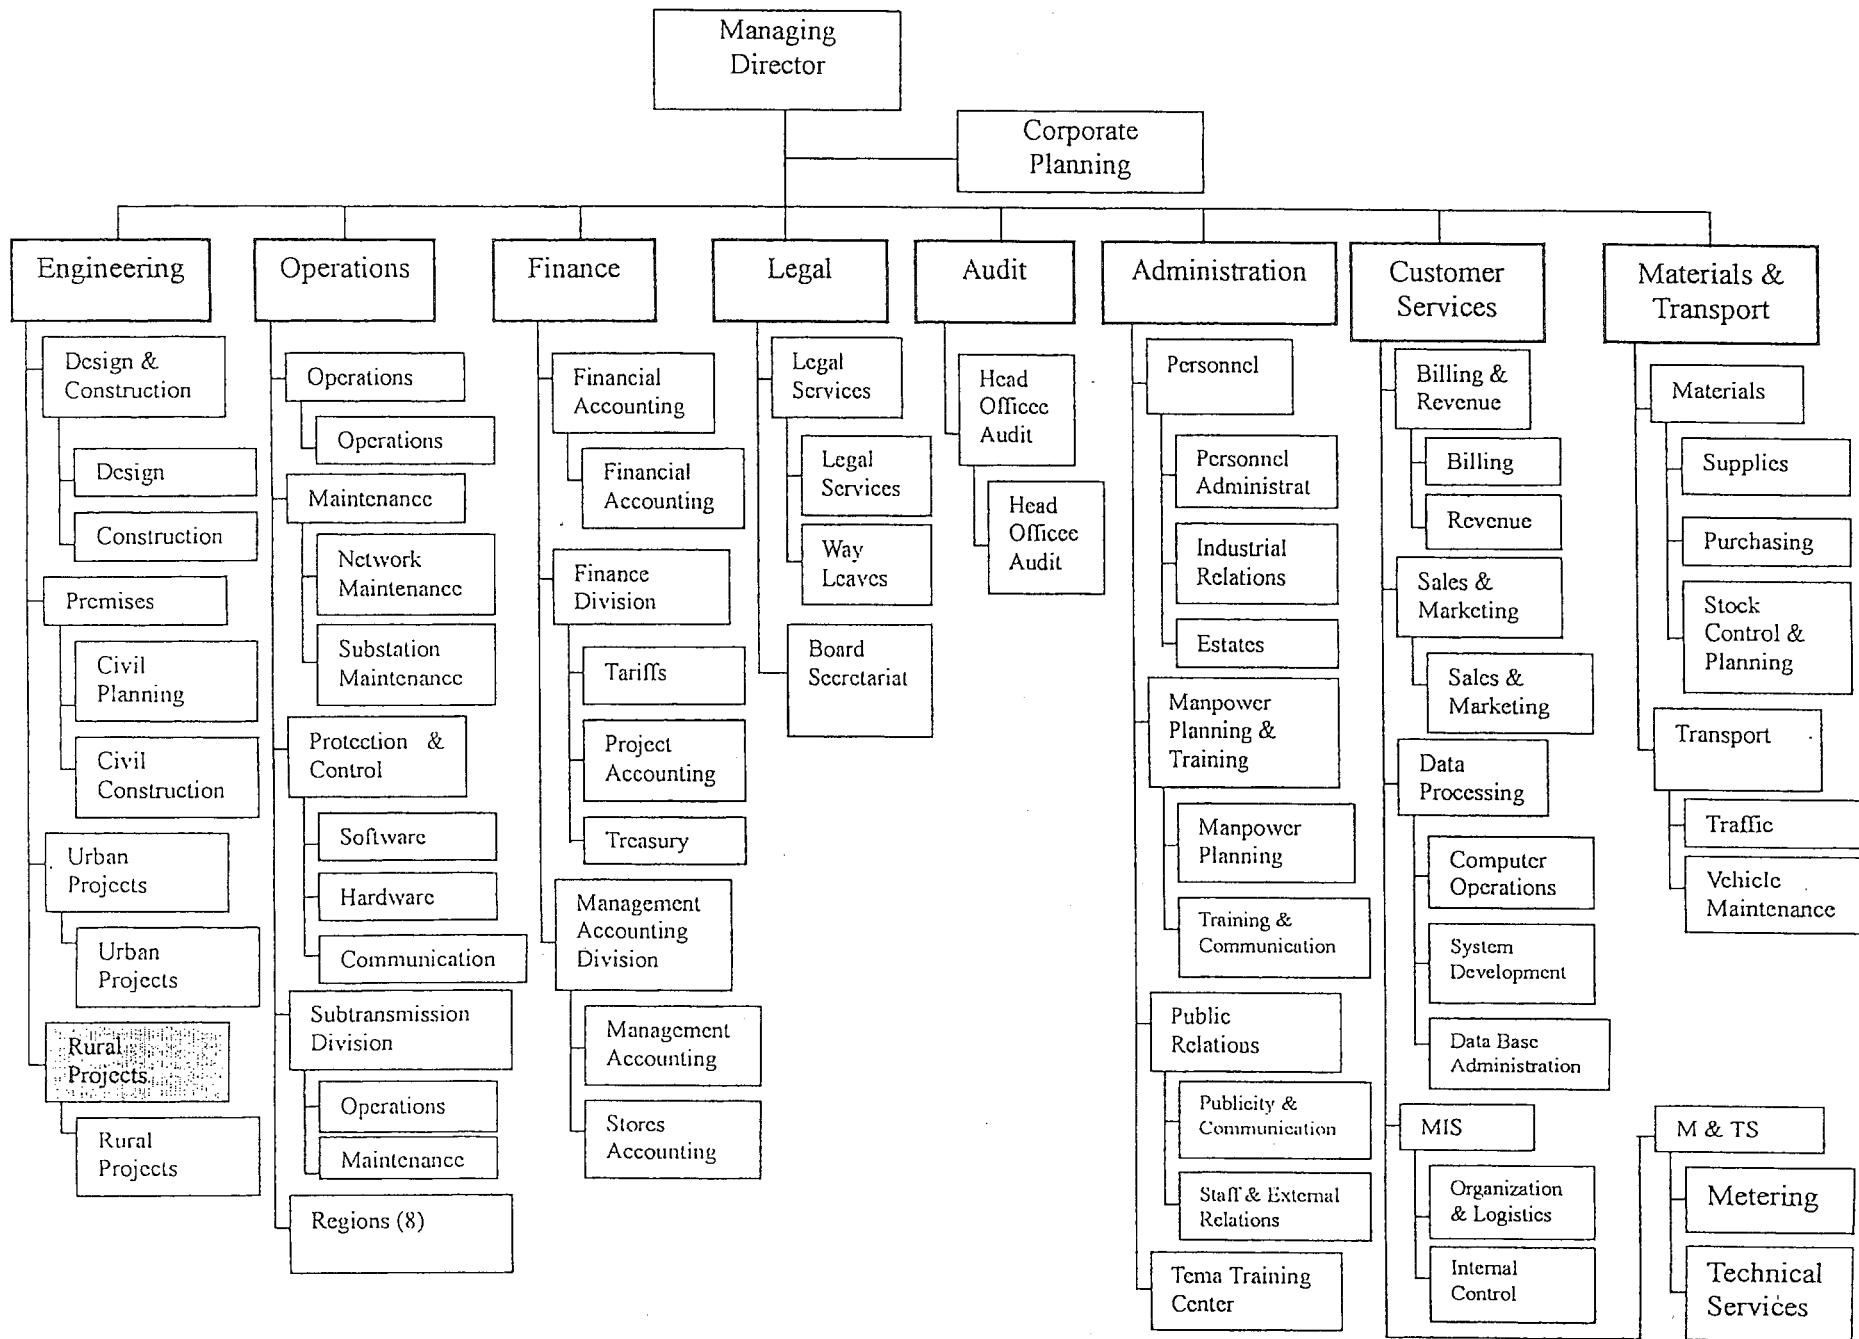 Managing
Director
Corporate
Planning
Engineering
Design &
Construction
Design
Construction
Premises
Civil
Planning
Civil
Construction
Urban
Projects
Urban
Projects
Rural
Projects
Rural
Projects
Operations
Operations
Operations
Maintenance
Network
Maintenance
Substation
Maintenance
Protection &
Control
Software
Hardware
Communication
Subtransmission
Division
Operations
Maintenance
Regions (8)
Finance
Financial
Accounting
Financial
Accounting
Finance
Division
Tariffs
Project
Accounting
Treasury
Management
Accounting
Division
Management
Accounting
Stores
Accounting
Legal
Legal
Services
Legal
Services
Way
Leaves
Board
Secretariat
Audit
Head
Officee
Audit
Head
Officee
Audit
Administration
Personnel
Personnel
Administrat
Industrial
Relations
Estates
Manpower
Planning &
Training
Manpower
Planning
Training &
Communication
Public
Relations
Publicity &
Communication
Staff & External
Relations
Tema Training
Center
Customer
Services
Billing &
Revenue
Billing
Revenue
Sales &
Marketing
Sales &
Marketing
Data
Processing
Computer
Operations
System
Development
Data Base
Administration
MIS
Organization
& Logistics
Internal
Control
M & TS
Metering
Technical
Services
Materials &
Transport
Materials
Supplies
Purchasing
Stock
Control &
Planning
Transport
Traffic
Vehicle
Maintenance